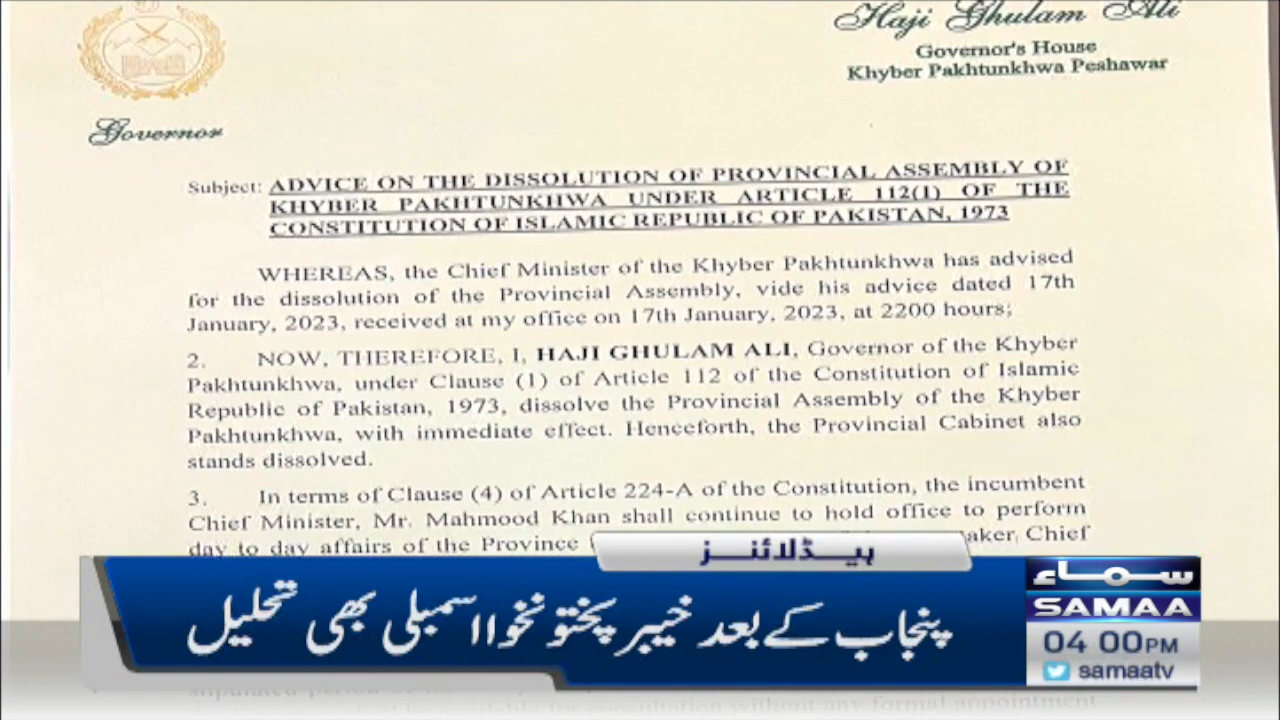 Haji Ghulam Ali
Governor's House
Khyber Pakhtunkhwa Peshawar
Governor
Subject: ADVICE ON THE DISSOLUTION OF PROVINCIAL ASSEMBLY OF
KHYBER PAKHTUNKHWA UNDER ARTICLE 112(1) OF THE
CONSTITUTION OF ISLAMIC REPUBLIC OF PAKISTAN, 1973
WHEREAS, the Chief Minister of the Khyber Pakhtunkhwa has advised
for the dissolution of the Provincial Assembly, vide his advice dated 17th
January, 2023, received at my office on 17th January, 2023, at 2200 hours;
2. NOW, THEREFORE, I, HAJI GHULAM ALI, Governor of the Khyber
Pakhtunkhwa, under Clause (1) of Article 112 of the Constitution of Islamic
Republic of Pakistan, 1973, dissolve the Provincial Assembly of the Khyber
Pakhtunkhwa, with immediate effect. Henceforth, the Provincial Cabinet also
stands dissolved.
3. In terms of Clause (4) of Article 224-A of the Constitution, the incumbent
Chief Minister, Mr. Mahmood Khan shall continue to hold office to perform
day to day affairs of the Province aker Chief
ہیڈلائنز
پنجاب کے بعد خیبر پختونخوا اسمبلی بھی تحلیل
سماء
SAMAA
04 00PM
samaatv
consultation without any formal appointment